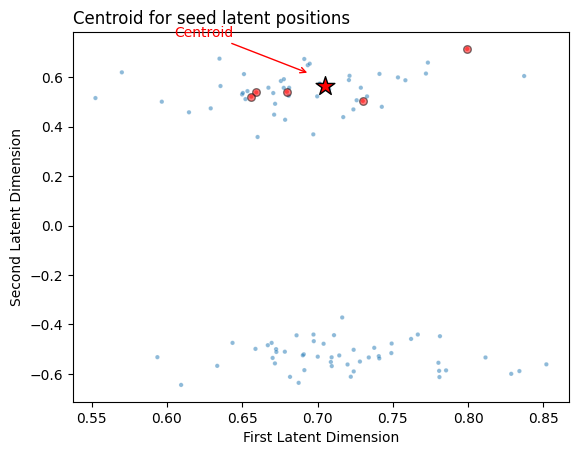 Centroid for seed latent positions
Centroid
0.6
0.4
0.2
0.0
−0.2
−0.4
−0.6
Second Latent Dimension
0.55 0.60 0.65 0.70 0.75 0.80 0.85
First Latent Dimension